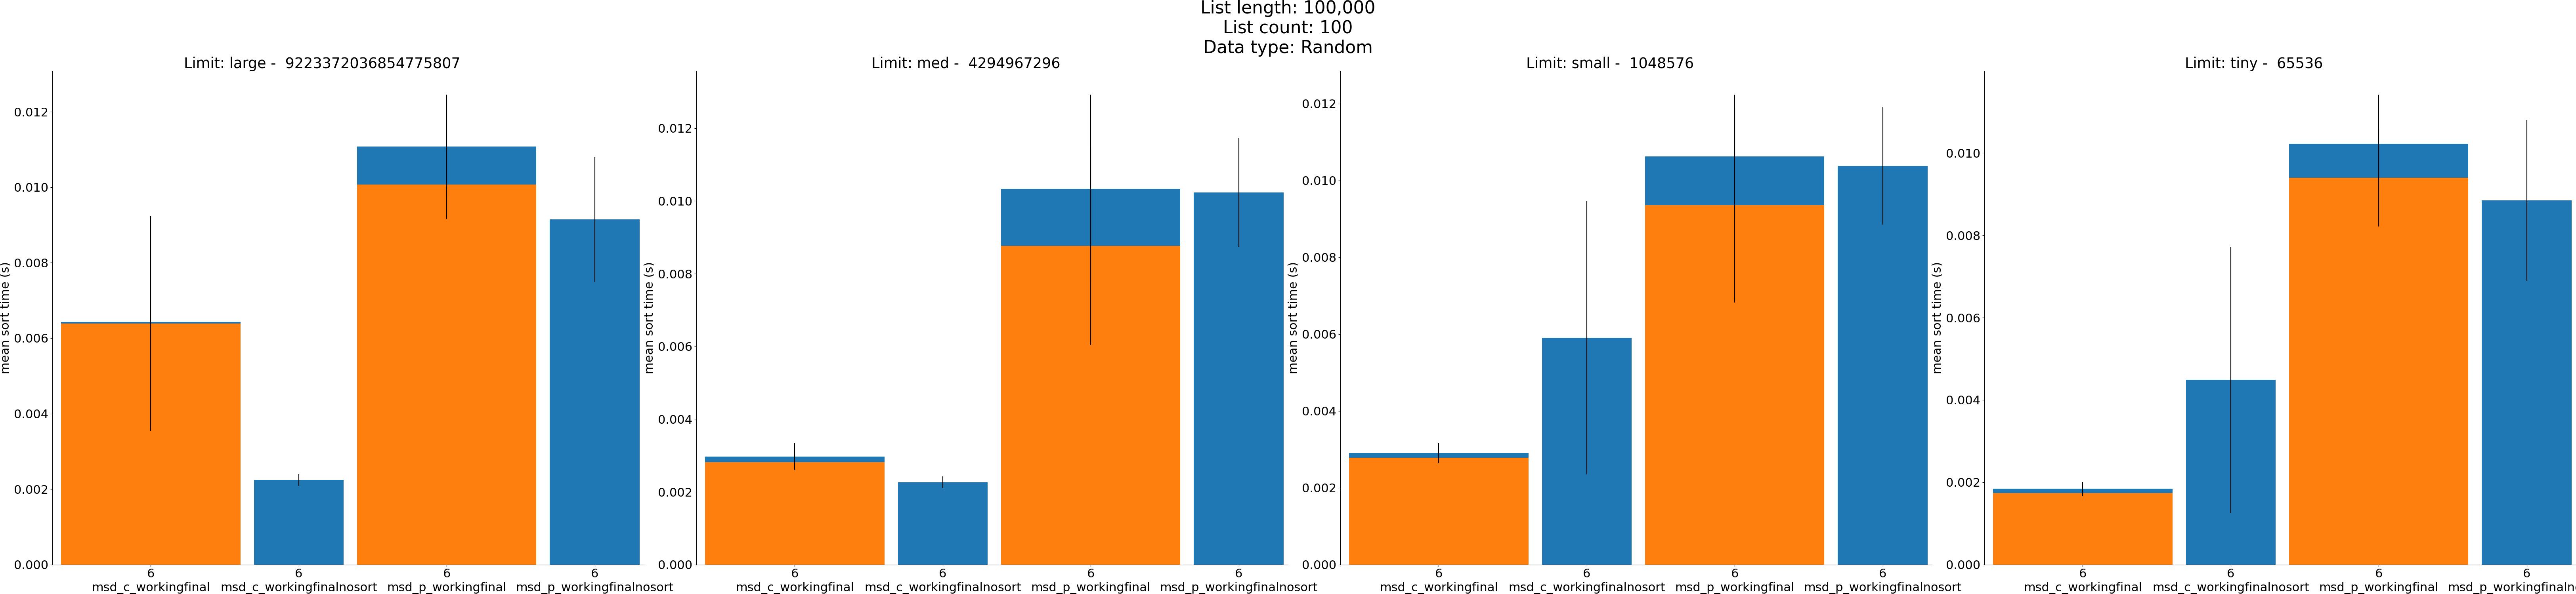 List length: 100,000
List count: 100
Data type: Random
Limit: large -  9223372036854775807
mean sort time (s)
0.012
0.010
0.008
0.006
0.004
0.002
0.000
6 6 6 6
msd_c_workingfinal msd_c_workingfinalnosort msd_p_workingfinal msd_p_workingfinalnosort
Limit: med -  4294967296
mean sort time (s)
0.012
0.010
0.008
0.006
0.004
0.002
0.000
6 6 6 6
msd_c_workingfinal msd_c_workingfinalnosort msd_p_workingfinal msd_p_workingfinalnosort
Limit: small -  1048576
mean sort time (s)
0.012
0.010
0.008
0.006
0.004
0.002
0.000
6 6 6 6
msd_c_workingfinal msd_c_workingfinalnosort msd_p_workingfinal msd_p_workingfinalnosort
Limit: tiny -  65536
mean sort time (s)
0.010
0.008
0.006
0.004
0.002
0.000
6 6 6 6
msd_c_workingfinal msd_c_workingfinalnosort msd_p_workingfinal msd_p_workingfinalno